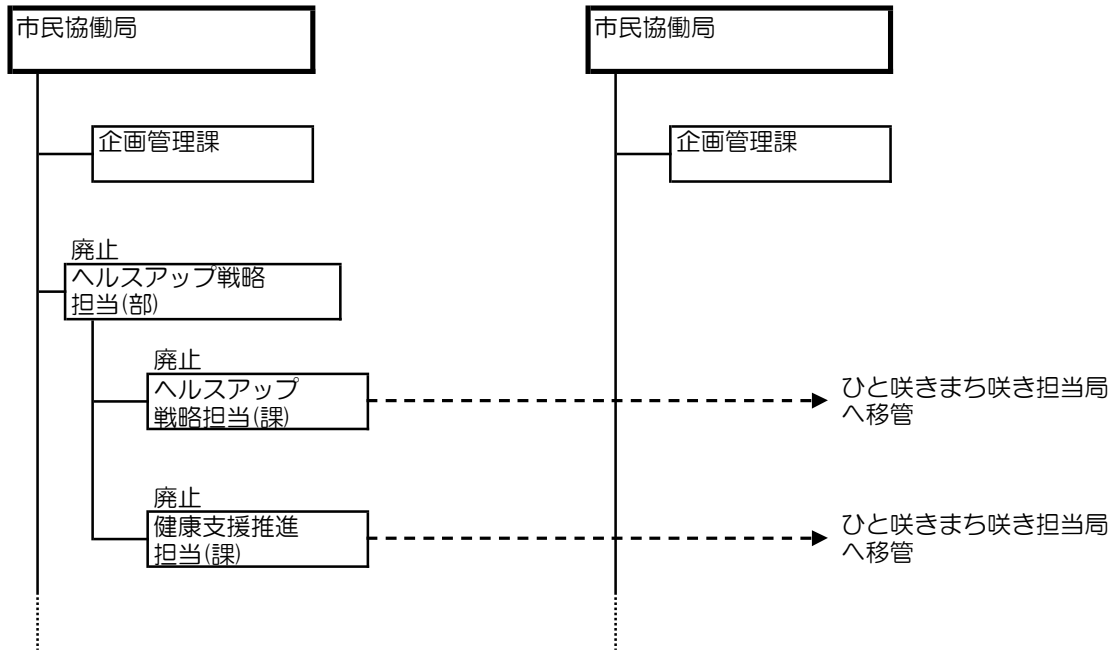 市民協働局
市民協働局
企画管理課
企画管理課
廃止
ヘルスアップ戦略
担当(部)
廃止
ヘルスアップ
戦略担当(課)
ひと咲きまち咲き担当局
へ移管
廃止
健康支援推進
担当(課)
ひと咲きまち咲き担当局
へ移管